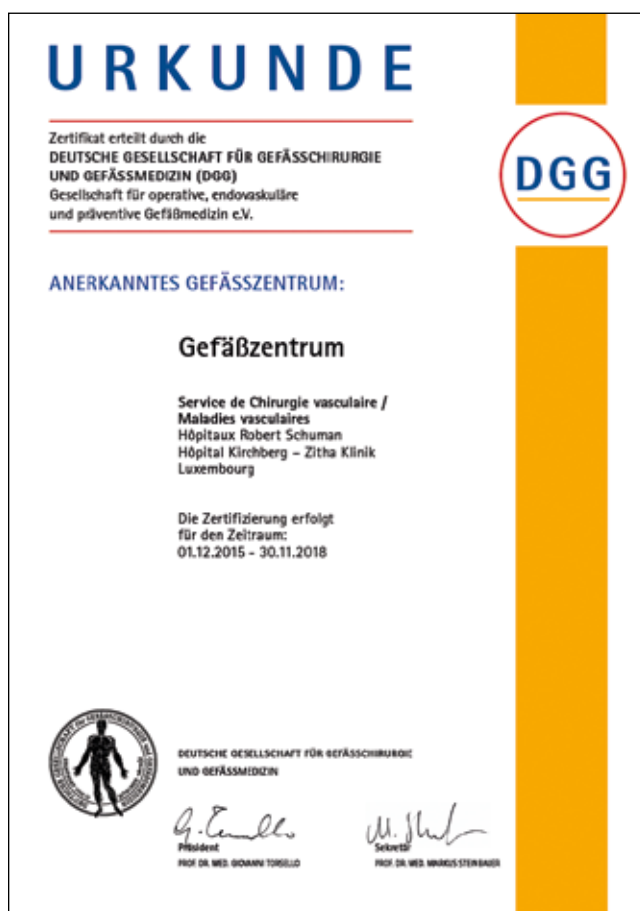 URKUNDE
Zertifikat erteilt durch die
DEUTSCHE GESELLSCHAFT FÜR GEFÄSSCHIRURGIE
UND GEFÄSSMEDIZIN (DGG)
Gesellschaft für operative, endovaskuläre
und präventive Gefäßmedizin e.V.
DGG
ANERKANNTES GEFÄSSZENTRUM:
Gefäßzentrum
Service de Chirurgie vasculaire /
Maladies vasculaires
Hôpitaux Robert Schuman
Hôpital Kirchberg – Zitha Klinik
Luxembourg
Die Zertifizierung erfolgt
für den Zeitraum:
01.12.2015 - 30.11.2018
DEUTSCHE GESELLSCHAFT FÜR GEFÄSSCHIRURGIE
UND GEFÄSSMEDIZIN
Präsident
PROF. DR. MED. GIOVANNI TORSELLO
Sekretär
PROF. DR. MED. MARKUS STEINBAUER